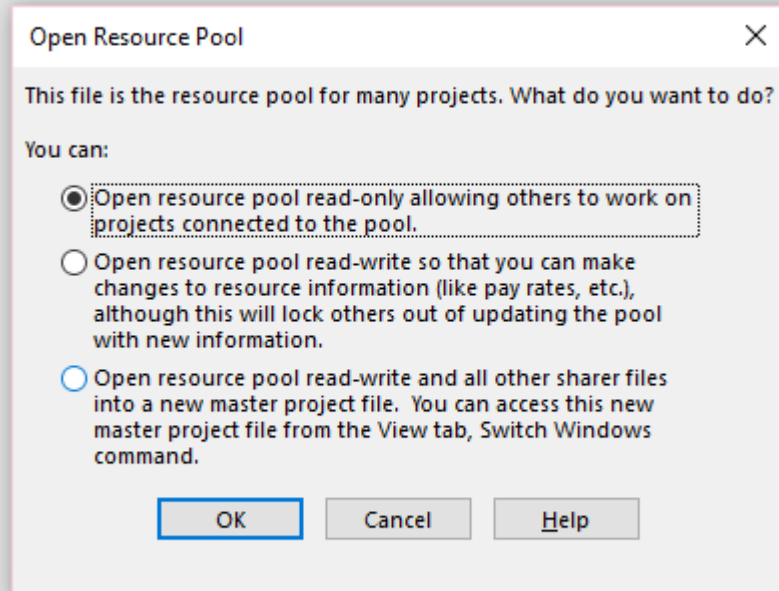 Open Resource Pool
This file is the resource pool for many projects. What do you want to do?
You can:
Open resource pool read-only allowing others to work on
projects connected to the pool.
Open resource pool read-write so that you can make
changes to resource information (like pay rates, etc.),
although this will lock others out of updating the pool
with new information.
Open resource pool read-write and all other sharer files
into a new master project file.  You can access this new
master project file from the View tab, Switch Windows
command.
OK
Cancel
Help